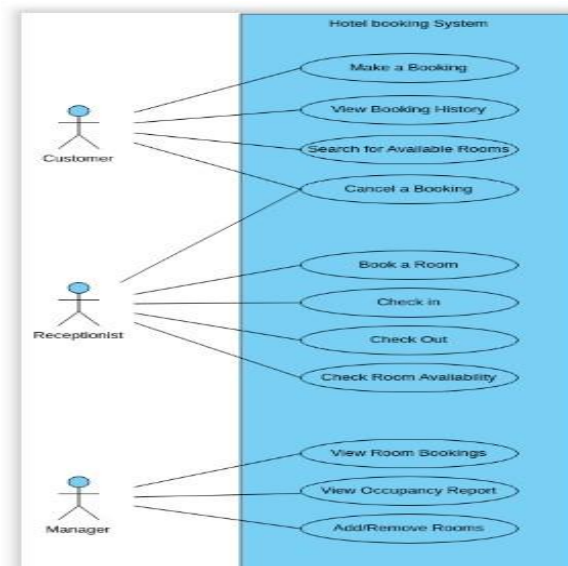 Hotel booking System
Make a Booking
View Booking History
Customer
Search for Available Rooms
Cancel a Booking
Book a Room
Check in
Receptionist
Check Out
Check Room Availability
View Room Bookings
View Occupancy Report
Manager
Add/Remove Rooms